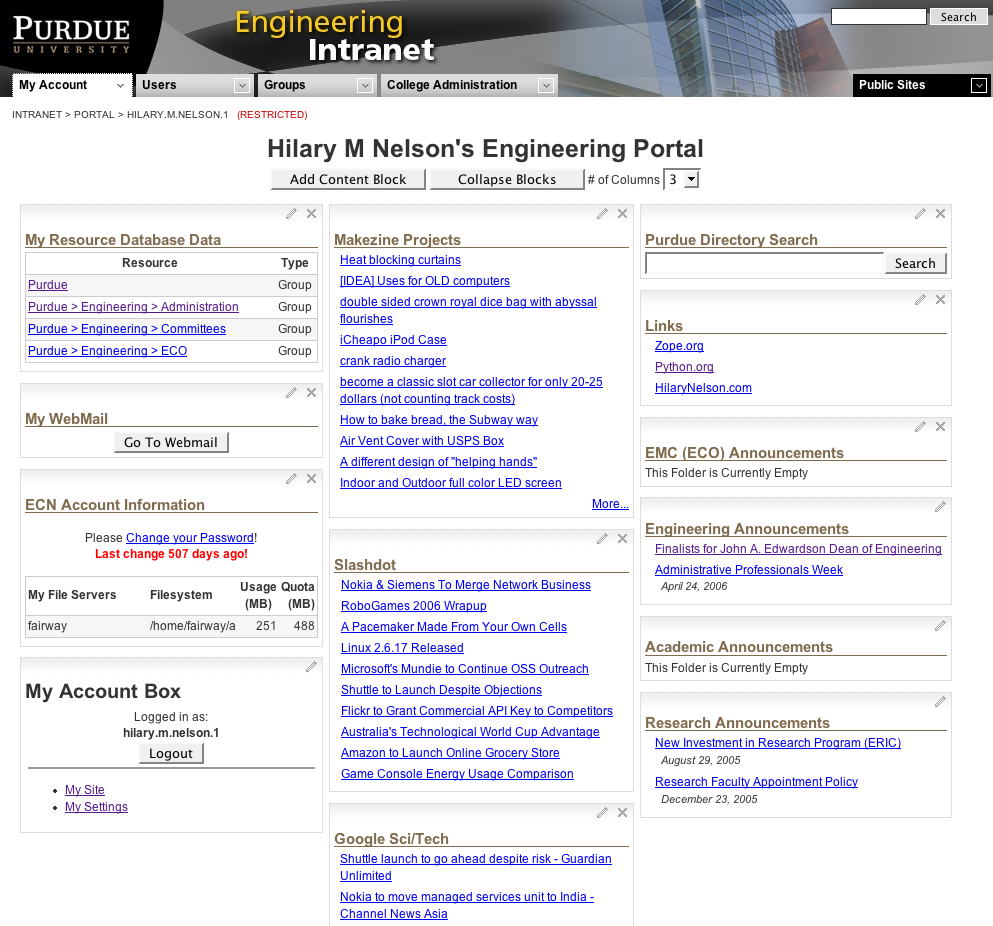 PURDUE
UNIVERSITY
Engineering
Intranet
Search
My Account
Users
Groups
College Administration
Public Sites
INTRANET > PORTAL > HILARY.M.NELSON.1 (RESTRICTED)
Hilary M Nelson's Engineering Portal
Add Content Block
Collapse Blocks
# of Columns 3
My Resource Database Data
Resource Type
Purdue Group
Purdue > Engineering > Administration Group
Purdue > Engineering > Committees Group
Purdue > Engineering > ECO Group
My WebMail
Go To Webmail
ECN Account Information
Please Change your Password!
Last change 507 days ago!
My File Servers Filesystem Usage (MB) Quota (MB)
fairway /home/fairway/a 251 488
My Account Box
Logged in as:
hilary.m.nelson.1
Logout
My Site
My Settings
Makezine Projects
Heat blocking curtains
[IDEA] Uses for OLD computers
double sided crown royal dice bag with abyssal
flourishes
iCheapo iPod Case
crank radio charger
become a classic slot car collector for only 20-25
dollars (not counting track costs)
How to bake bread, the Subway way
Air Vent Cover with USPS Box
A different design of "helping hands"
Indoor and Outdoor full color LED screen
More...
Slashdot
Nokia & Siemens To Merge Network Business
RoboGames 2006 Wrapup
A Pacemaker Made From Your Own Cells
Linux 2.6.17 Released
Microsoft's Mundie to Continue OSS Outreach
Shuttle to Launch Despite Objections
Flickr to Grant Commercial API Key to Competitors
Australia's Technological World Cup Advantage
Amazon to Launch Online Grocery Store
Game Console Energy Usage Comparison
Google Sci/Tech
Shuttle launch to go ahead despite risk - Guardian
Unlimited
Nokia to move managed services unit to India -
Channel News Asia
Purdue Directory Search
Search
Links
Zope.org
Python.org
HilaryNelson.com
EMC (ECO) Announcements
This Folder is Currently Empty
Engineering Announcements
Finalists for John A. Edwardson Dean of Engineering
Administrative Professionals Week
April 24, 2006
Academic Announcements
This Folder is Currently Empty
Research Announcements
New Investment in Research Program (ERIC)
August 29, 2005
Research Faculty Appointment Policy
December 23, 2005